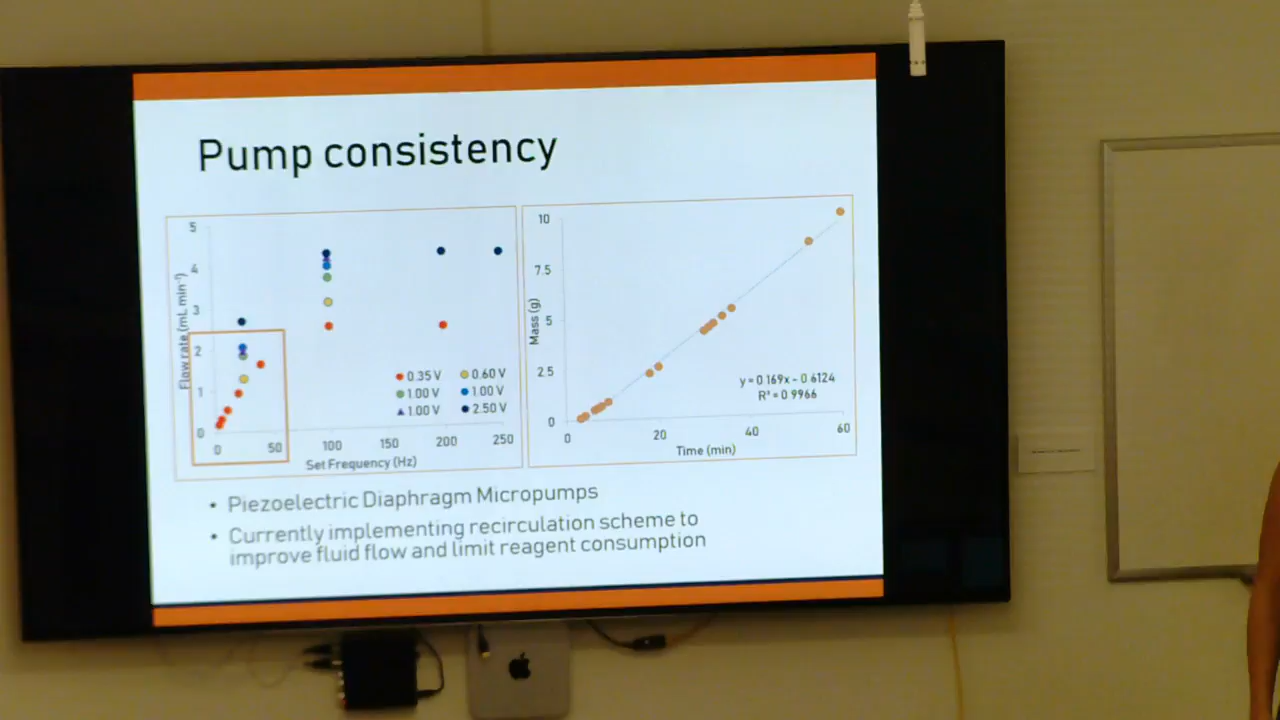 Pump consistency
5
4
3
2
1
0
Flow rate (mL min⁻¹)
0 50 100 150 200 250
Set Frequency (Hz)
0.35 V 0.60 V
1.00 V 1.00 V
1.00 V 2.50 V
10
7.5
5
2.5
0
Mass (g)
0 20 40 60
Time (min)
y = 0.169x - 0.6124
R² = 0.9966
• Piezoelectric Diaphragm Micropumps
• Currently implementing recirculation scheme to
improve fluid flow and limit reagent consumption